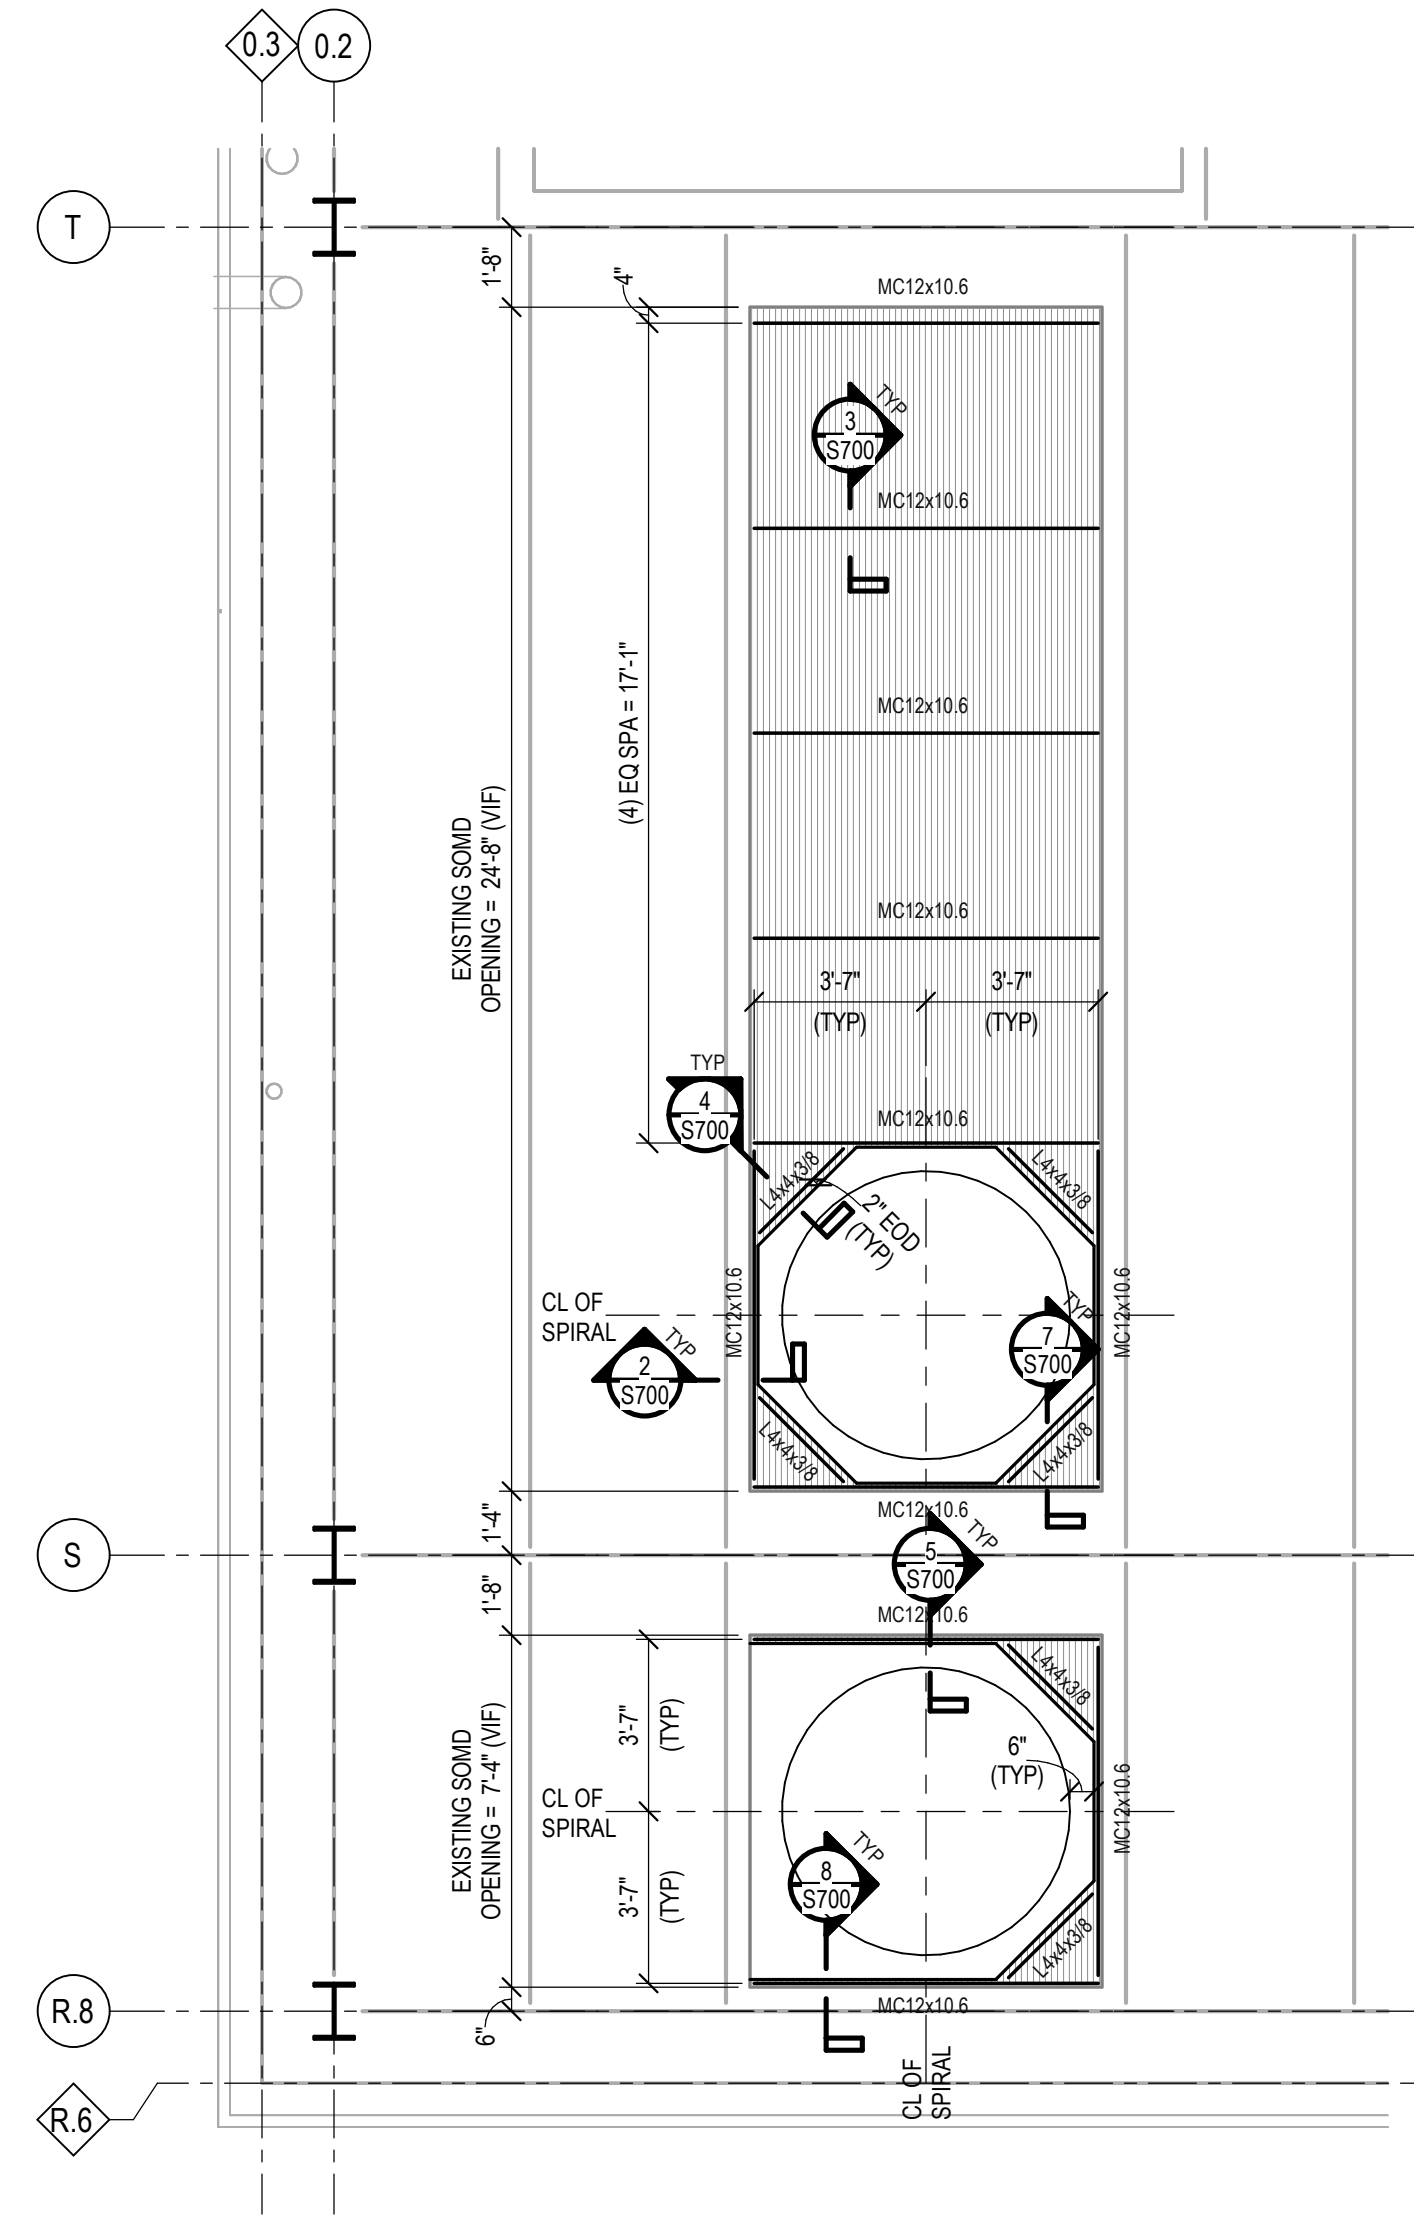 0.3
0.2
T
1'-8"
4"
MC12x10.6
TYP
3
S700
MC12x10.6
(4) EQ SPA = 17'-1"
MC12x10.6
EXISTING SOMD
OPENING = 24'-8" (VIF)
MC12x10.6
3'-7"
(TYP)
3'-7"
(TYP)
TYP
4
S700
MC12x10.6
L4x4x3/8
L4x4x3/8
2" EOD
(TYP)
CL OF
SPIRAL
MC12x10.6
MC12x10.6
TYP
7
S700
TYP
2
S700
L4x4x3/8
L4x4x3/8
MC12x10.6
1'-4"
S
TYP
5
S700
1'-8"
MC12x10.6
L4x4x3/8
3'-7"
(TYP)
EXISTING SOMD
OPENING = 7'-4" (VIF)
6"
(TYP)
CL OF
SPIRAL
MC12x10.6
TYP
8
S700
3'-7"
(TYP)
L4x4x3/8
R.8
6"
MC12x10.6
CL OF
SPIRAL
R.6